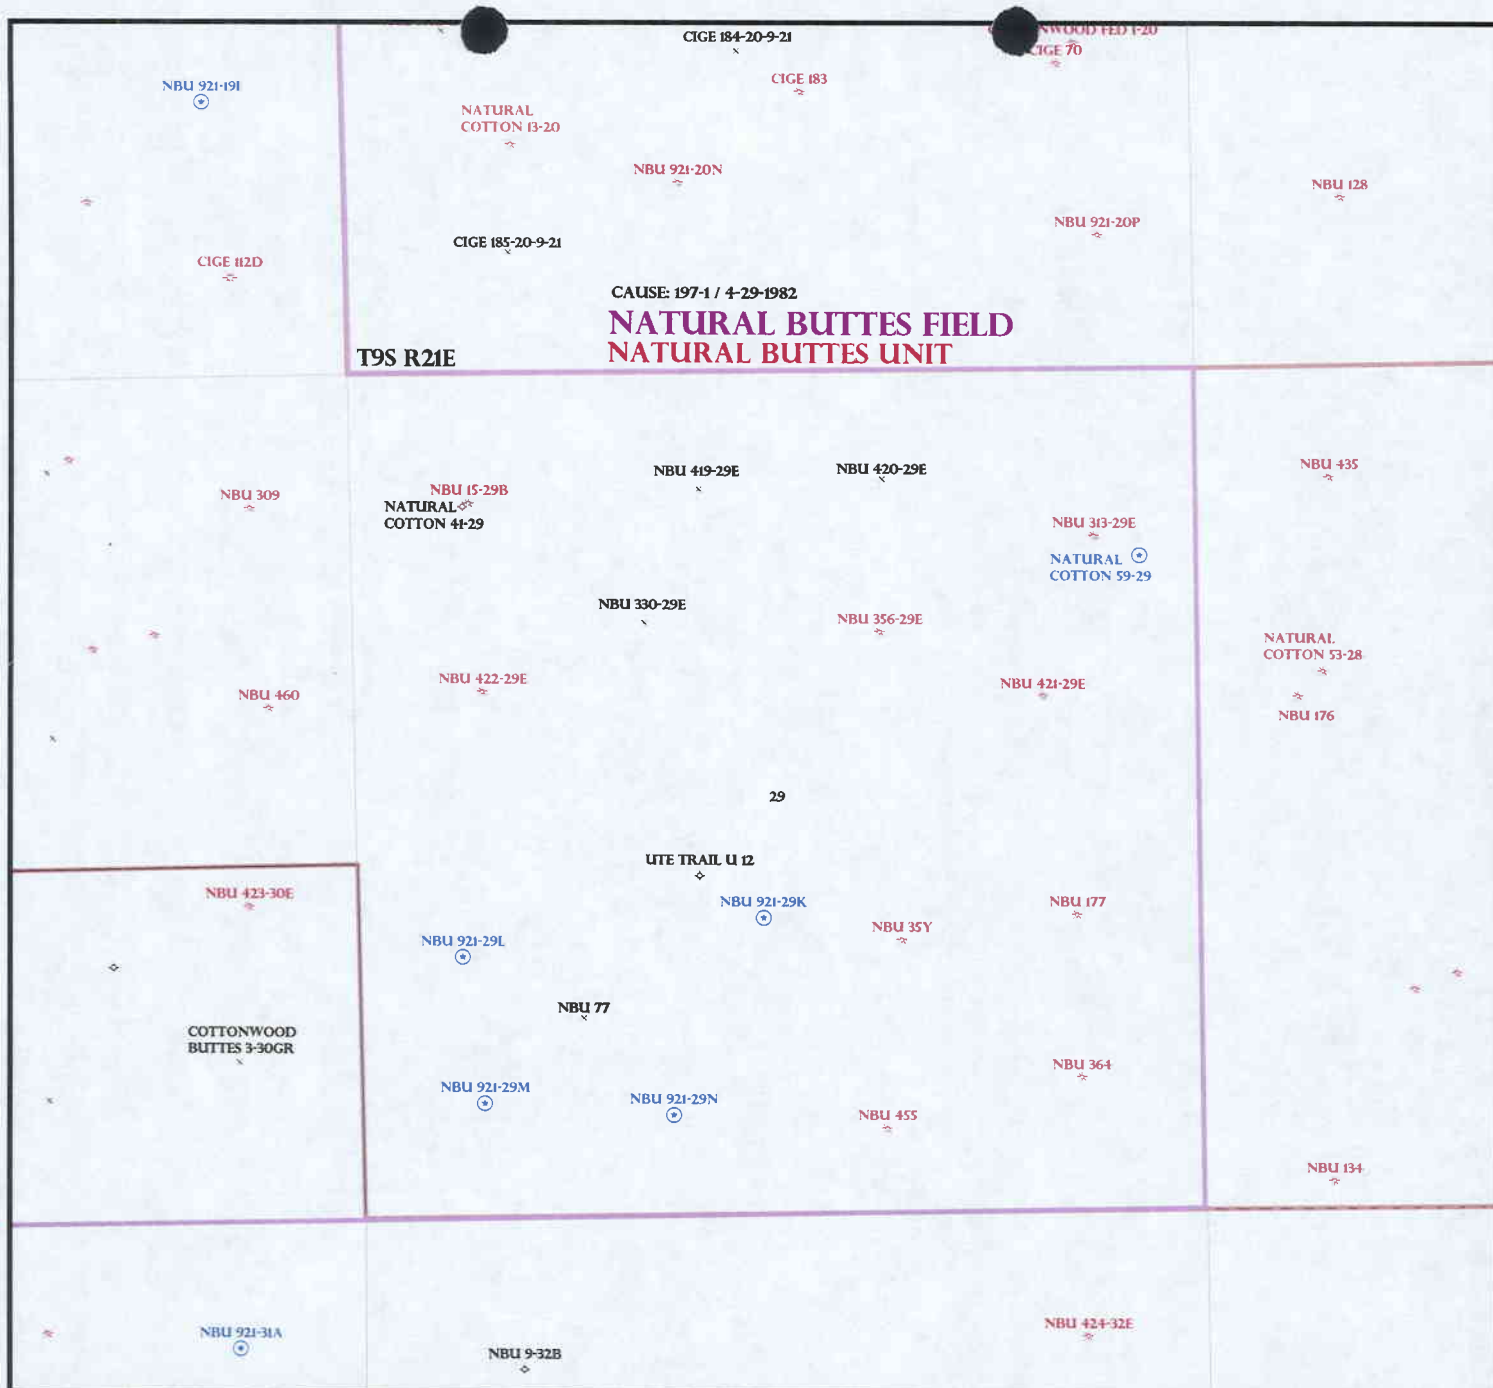 CIGE 184-20-9-21
NWOOD FED 1-20
CIGE 70
NBU 921-19I
CIGE 183
NATURAL
COTTON 13-20
NBU 921-20N
NBU 128
NBU 921-20P
CIGE 185-20-9-21
CIGE 112D
CAUSE: 197-1 / 4-29-1982
NATURAL BUTTES FIELD
NATURAL BUTTES UNIT
T9S R21E
NBU 419-29E
NBU 420-29E
NBU 435
NBU 309
NBU 15-29B
NATURAL
COTTON 41-29
NBU 313-29E
NATURAL
COTTON 59-29
NBU 330-29E
NBU 356-29E
NATURAL
COTTON 53-28
NBU 422-29E
NBU 421-29E
NBU 460
NBU 176
29
UTE TRAIL U 12
NBU 423-30E
NBU 921-29K
NBU 177
NBU 35Y
NBU 921-29L
NBU 77
COTTONWOOD
BUTTES 3-30GR
NBU 364
NBU 921-29M
NBU 921-29N
NBU 455
NBU 134
NBU 921-31A
NBU 424-32E
NBU 9-32B